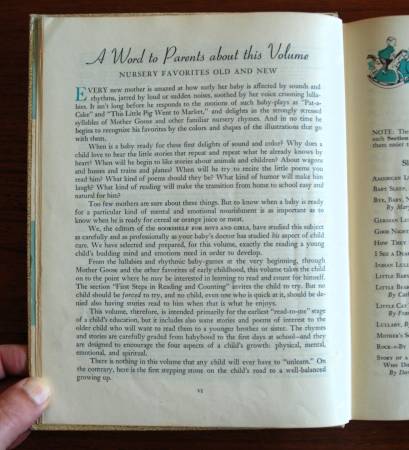 A Word to Parents about this Volume
NURSERY FAVORITES OLD AND NEW
EVERY new mother is amazed at how early her baby is affected by sounds and
rhythms, jarred by loud or sudden noises, soothed by her voice crooning lulla-
bies. It isn't long before he responds to the motions of such baby-plays as "Pat-a-
Cake" and "This Little Pig Went to Market," and delights in the strongly stressed
syllables of Mother Goose and other familiar nursery rhymes. And in no time he
begins to recognize his favorites by the colors and shapes of the illustrations that go
with them.
When is a baby ready for these first delights of sound and color? Why does a
child love to hear the little stories that repeat and repeat what he already knows by
heart? When will he begin to like stories about animals and children? About wagons
and horses and trains and planes? When will he try to recite the little poems you
read him? What kind of poems should they be? What kind of humor will make him
laugh? What kind of reading will make the transition from home to school easy and
natural for him?
Too few mothers are sure about these things. But to know when a baby is ready
for a particular kind of mental and emotional nourishment is as important as to
know when he is ready for cereal or orange juice or meat.
We, the editors of the BOOKSHELF FOR BOYS AND GIRLS, have studied this subject
as carefully and as professionally as your baby's doctor has studied his aspect of child
care. We have selected and prepared, for this volume, exactly the reading a young
child's budding mind and emotions need in order to develop.
From the lullabies and rhythmic baby-games at the very beginning, through
Mother Goose and the other favorites of early childhood, this volume takes the child
on to the point where he may be interested in learning to read and count for himself.
The section "First Steps in Reading and Counting" invites the child to try. But no
child should be forced to try, and no child, even one who is quick at it, should be de-
nied also having stories read to him when that is what he enjoys.
This volume, therefore, is intended primarily for the earliest "read-to-me" stage
of a child's education, but it includes also some stories and poems of interest to the
older child who will want to read them to a younger brother or sister. The rhymes
and stories are carefully graded from babyhood to the first days at school—and they
are designed to encourage the four aspects of a child's growth: physical, mental,
emotional, and spiritual.
There is nothing in this volume that any child will ever have to "unlearn." On
the contrary, here is the first stepping stone on the child's road to a well-balanced
growing up.
vi
NOTE: 
such 
them easier
AMERICAN
BABY SLEEP,
BYE, BABY,
By Mary
GERMAN
GOOD NIGHT
HOW THEY
I SEE A
INDIAN
LITTLE
LITTLE BEAR
By
LITTLE
By
LULLABY,
MOTHER'S
ROCK-A-BY
STORY OF A
WHO
By